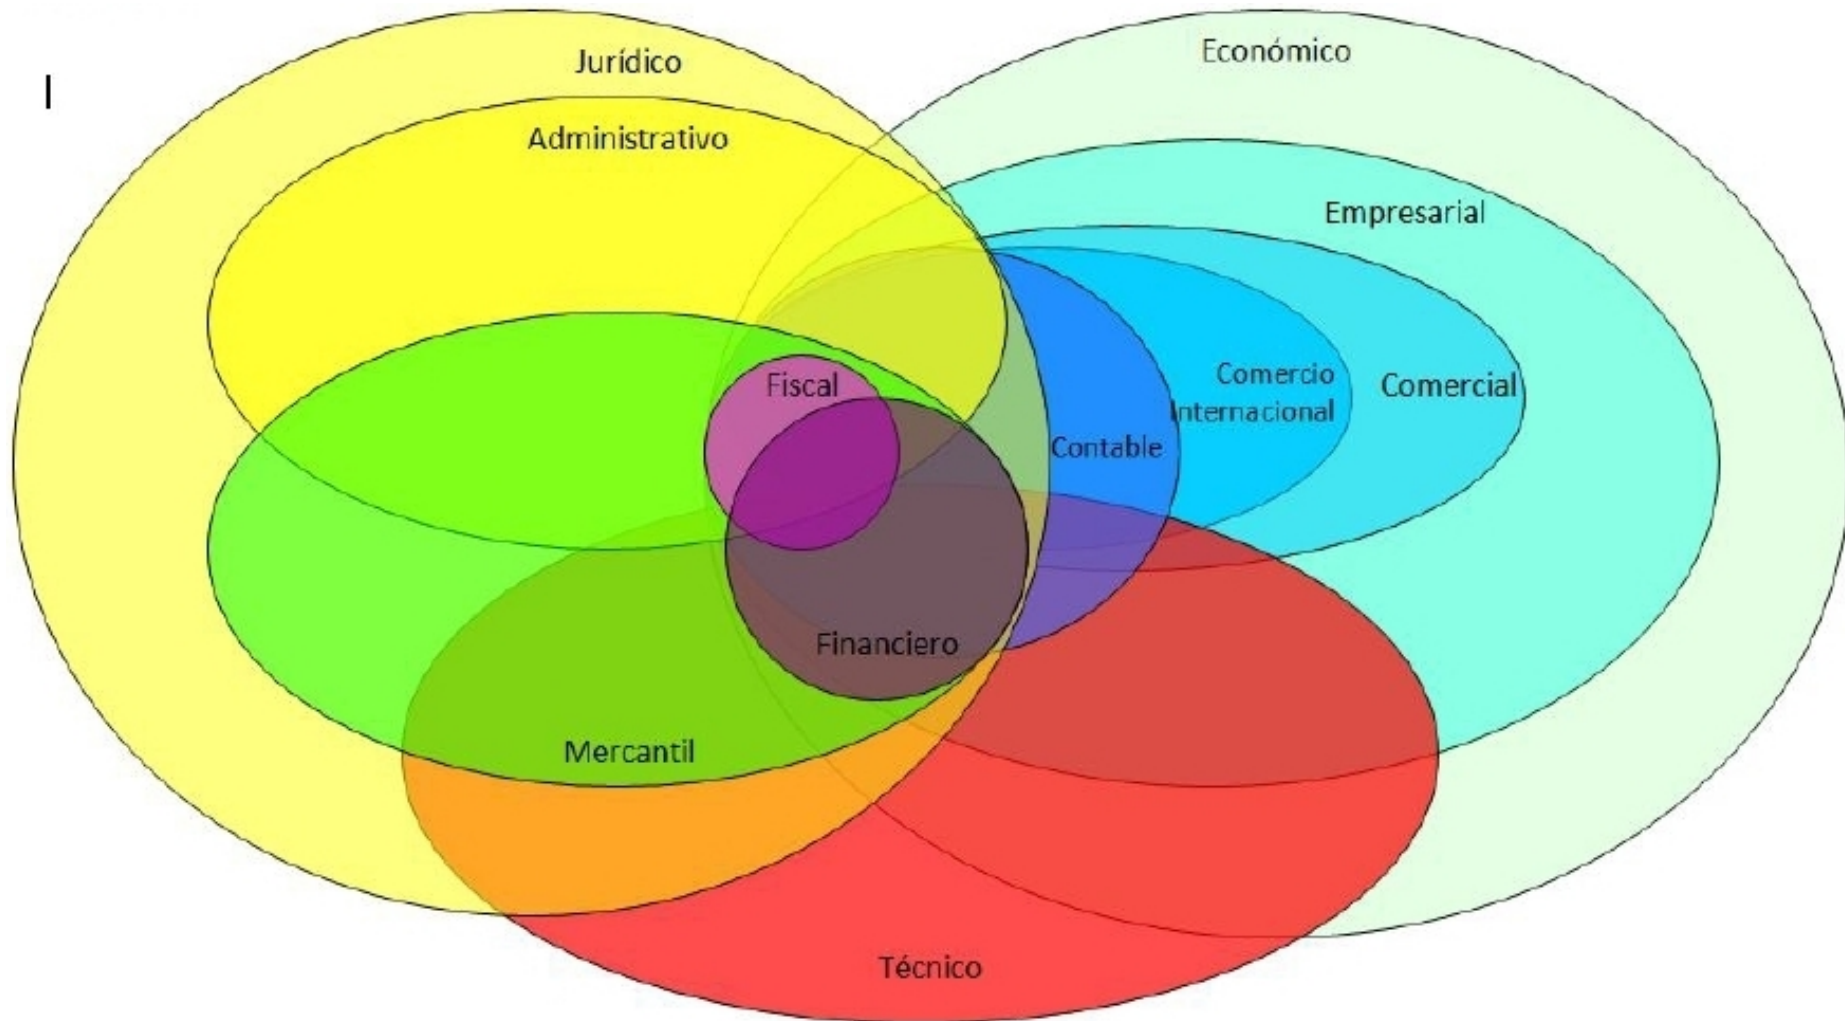 Jurídico
Económico
I
Administrativo
Empresarial
Fiscal
Comercio
Internacional
Comercial
Contable
Financiero
Mercantil
Técnico